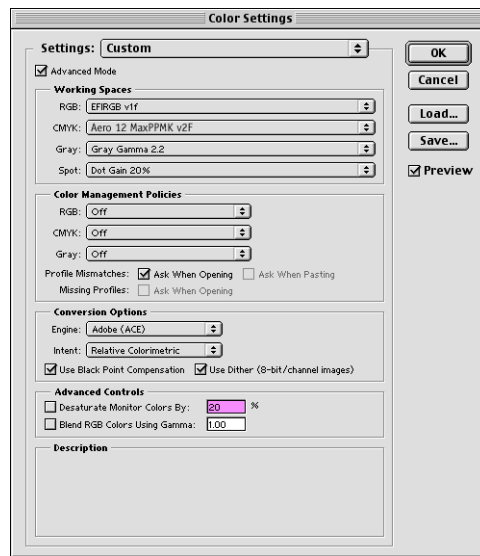 Color Settings
Settings: Custom
OK
Cancel
Load...
Save...
Preview
Advanced Mode
Working Spaces
RGB: EFIRGB v1f
CMYK: Aero 12 MaxPPMK v2F
Gray: Gray Gamma 2.2
Spot: Dot Gain 20%
Color Management Policies
RGB: Off
CMYK: Off
Gray: Off
Profile Mismatches: Ask When Opening Ask When Pasting
Missing Profiles: Ask When Opening
Conversion Options
Engine: Adobe (ACE)
Intent: Relative Colorimetric
Use Black Point Compensation Use Dither (8-bit/channel images)
Advanced Controls
Desaturate Monitor Colors By: 20 %
Blend RGB Colors Using Gamma: 1.00
Description